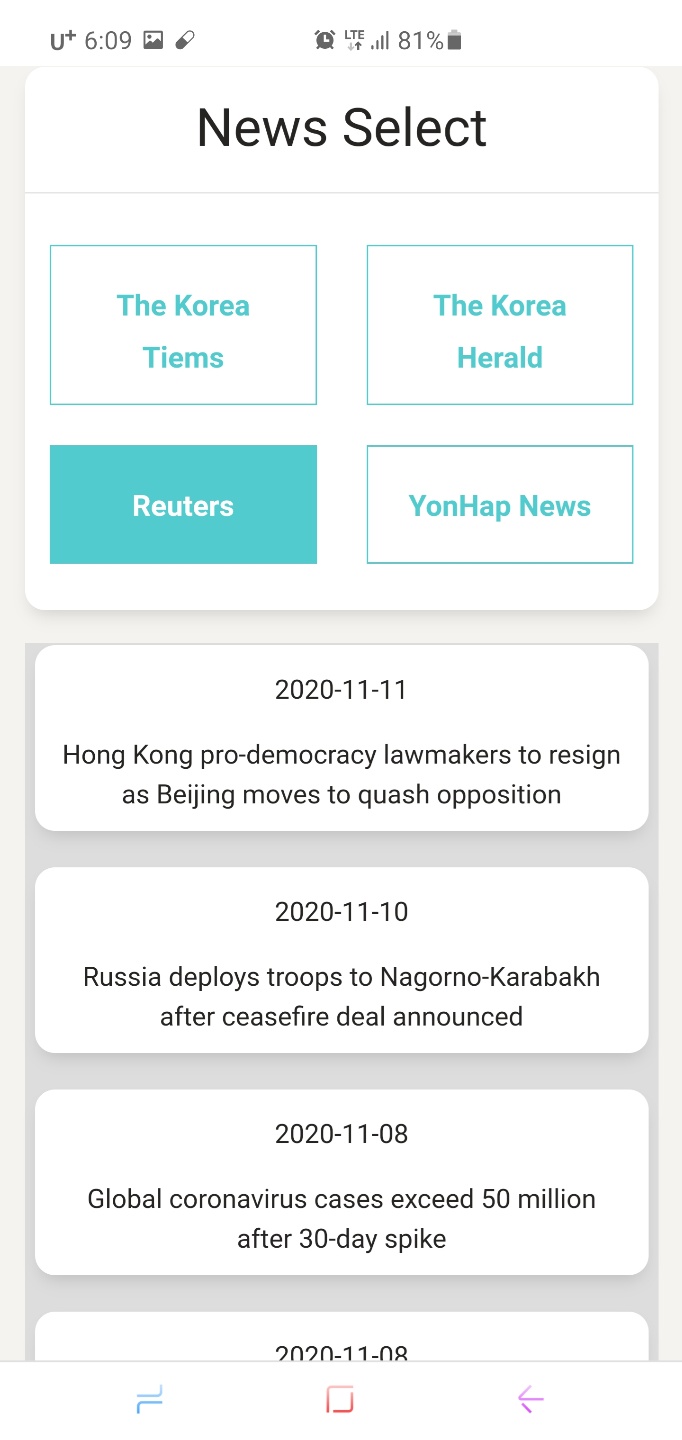 U+ 6:09 LTE 81%
News Select
The Korea
Tiems
The Korea
Herald
Reuters
YonHap News
2020-11-11
Hong Kong pro-democracy lawmakers to resign
as Beijing moves to quash opposition
2020-11-10
Russia deploys troops to Nagorno-Karabakh
after ceasefire deal announced
2020-11-08
Global coronavirus cases exceed 50 million
after 30-day spike
2020-11-08